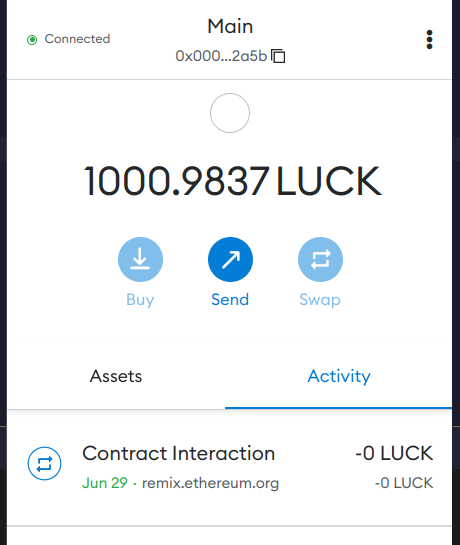 Connected
Main
0x000...2a5b
1000.9837 LUCK
Buy
Send
Swap
Assets
Activity
Contract Interaction
-0 LUCK
Jun 29 · remix.ethereum.org
-0 LUCK